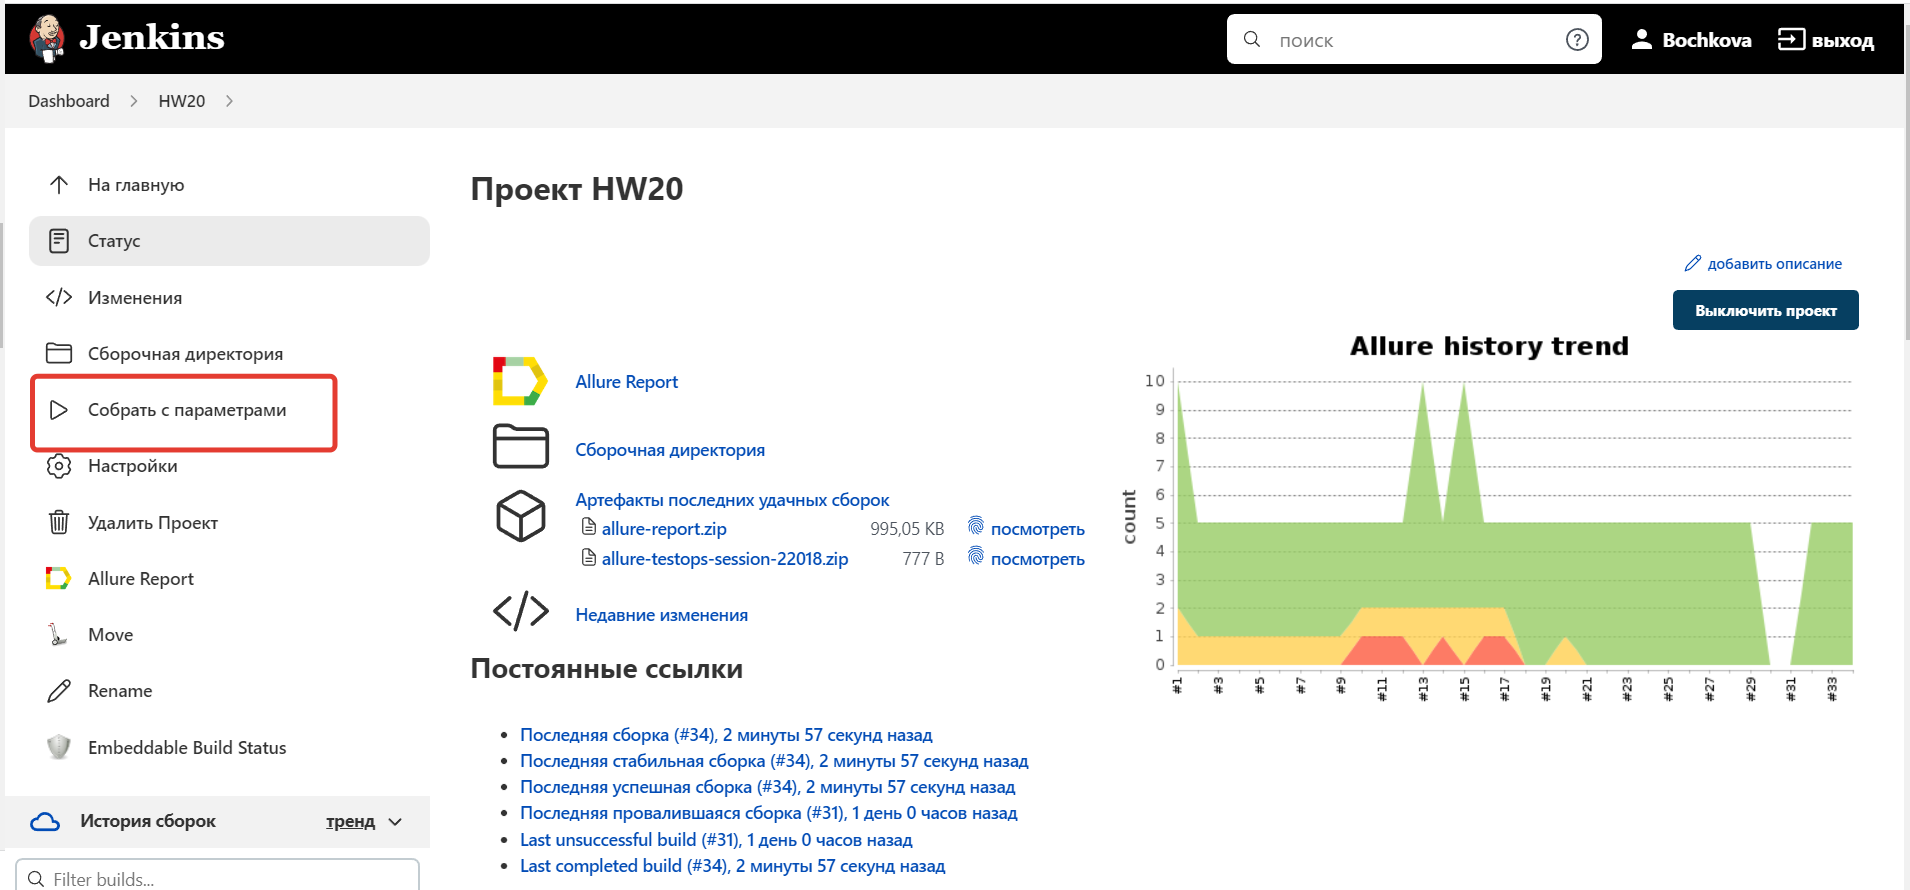 Jenkins
поиск
Bochkova
выход
Dashboard
HW20
На главную
Статус
Изменения
Сборочная директория
Собрать с параметрами
Настройки
Удалить Проект
Allure Report
Move
Rename
Embeddable Build Status
История сборок
тренд
Filter builds...
Проект HW20
добавить описание
Выключить проект
Allure Report
Сборочная директория
Артефакты последних удачных сборок
allure-report.zip 995,05 KB посмотреть
allure-testops-session-22018.zip 777 B посмотреть
Недавние изменения
Allure history trend
count
10
9
8
7
6
5
4
3
2
1
0
#1 #3 #5 #7 #9 #11 #13 #15 #17 #19 #21 #23 #25 #27 #29 #31 #33
Постоянные ссылки
Последняя сборка (#34), 2 минуты 57 секунд назад
Последняя стабильная сборка (#34), 2 минуты 57 секунд назад
Последняя успешная сборка (#34), 2 минуты 57 секунд назад
Последняя провалившаяся сборка (#31), 1 день 0 часов назад
Last unsuccessful build (#31), 1 день 0 часов назад
Last completed build (#34), 2 минуты 57 секунд назад